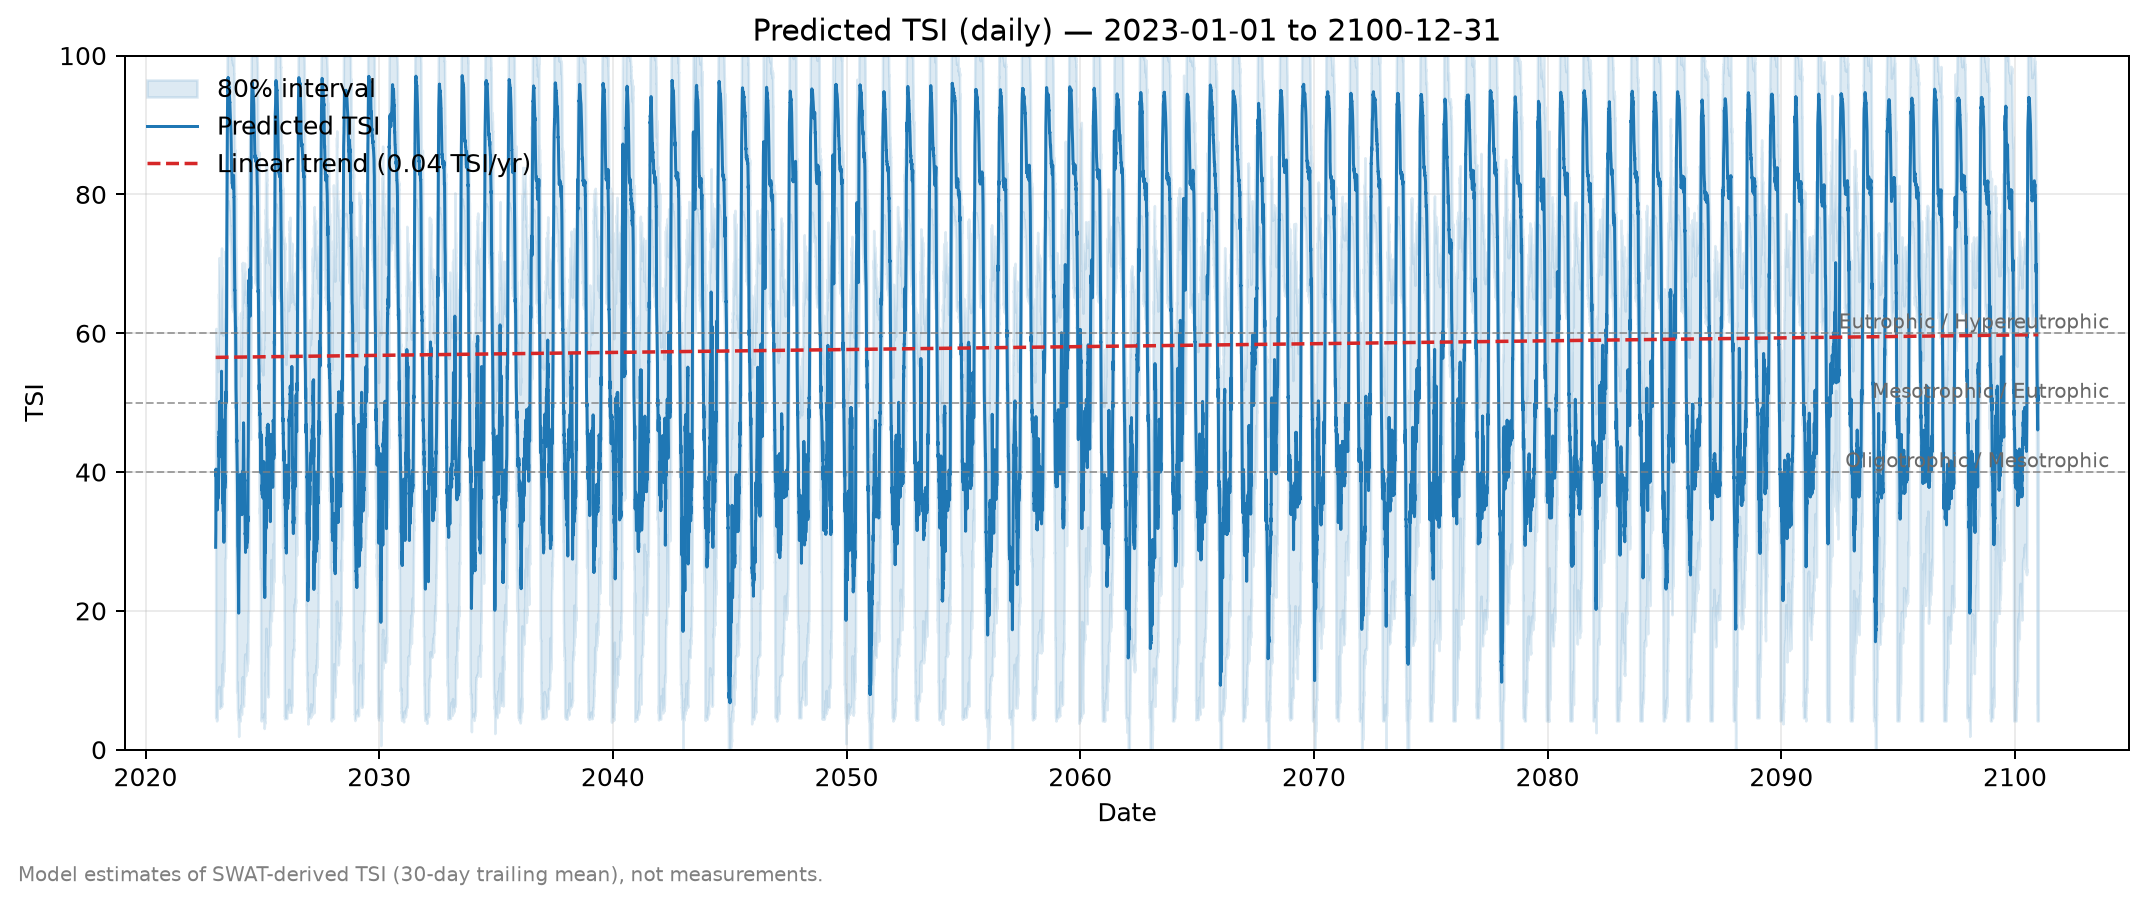 Predicted TSI (daily) — 2023-01-01 to 2100-12-31
100
80
60
40
20
0
TSI
80% interval
Predicted TSI
Linear trend (0.04 TSI/yr)
Eutrophic / Hypereutrophic
Mesotrophic / Eutrophic
Oligotrophic / Mesotrophic
2020 2030 2040 2050 2060 2070 2080 2090 2100
Date
Model estimates of SWAT-derived TSI (30-day trailing mean), not measurements.